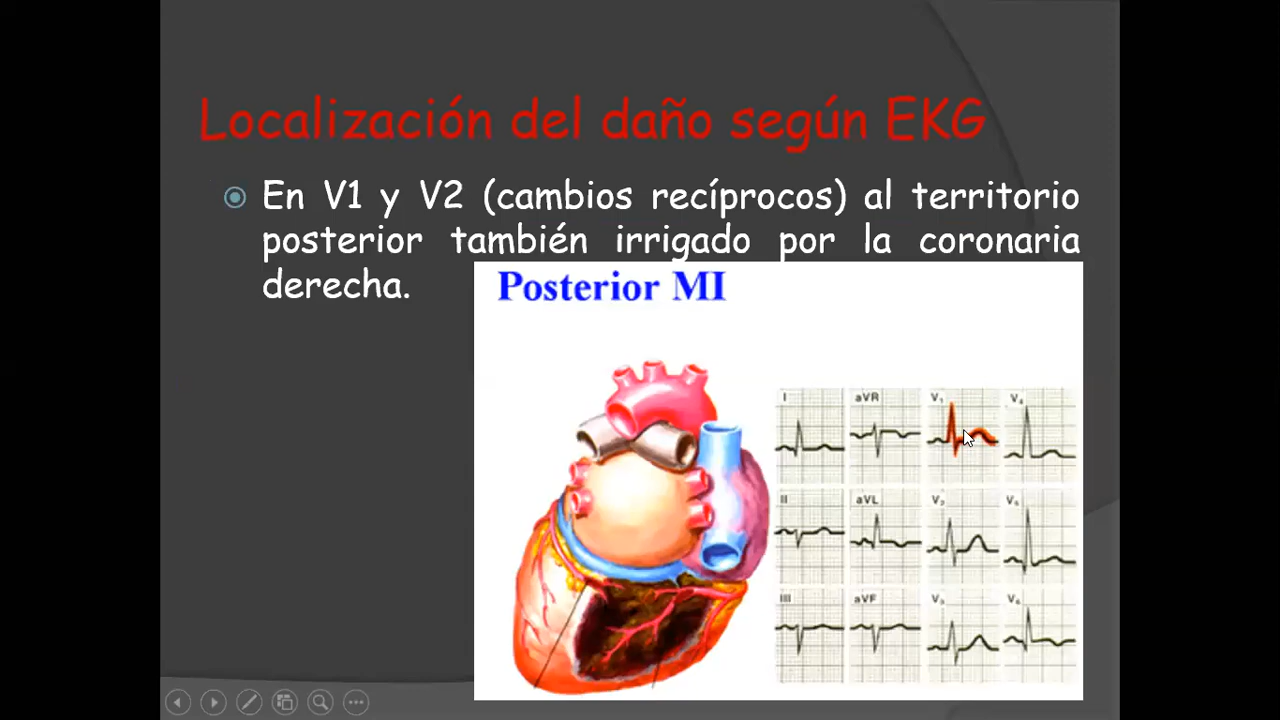 Localización del daño según EKG
En V1 y V2 (cambios recíprocos) al territorio
posterior también irrigado por la coronaria
derecha.
Posterior MI
I aVR V1 V4
II aVL V2 V5
III aVF V3 V6